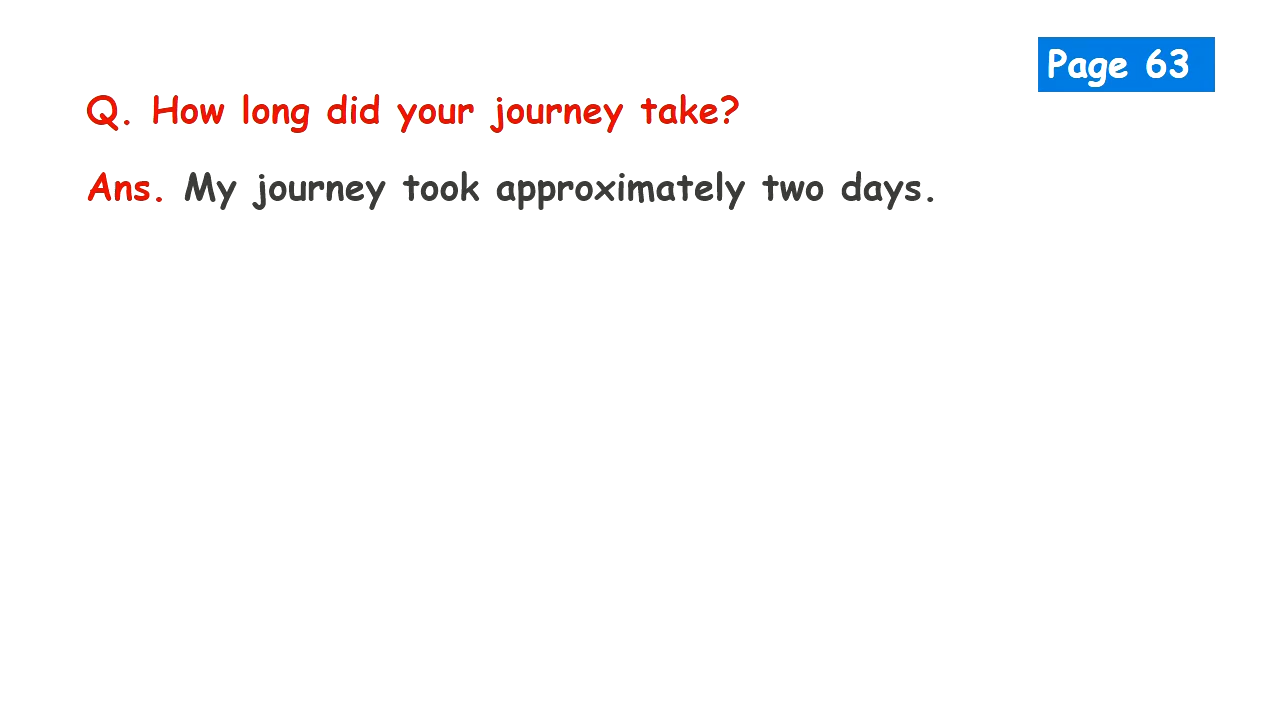 Page 63
Q. How long did your journey take?
Ans. My journey took approximately two days.